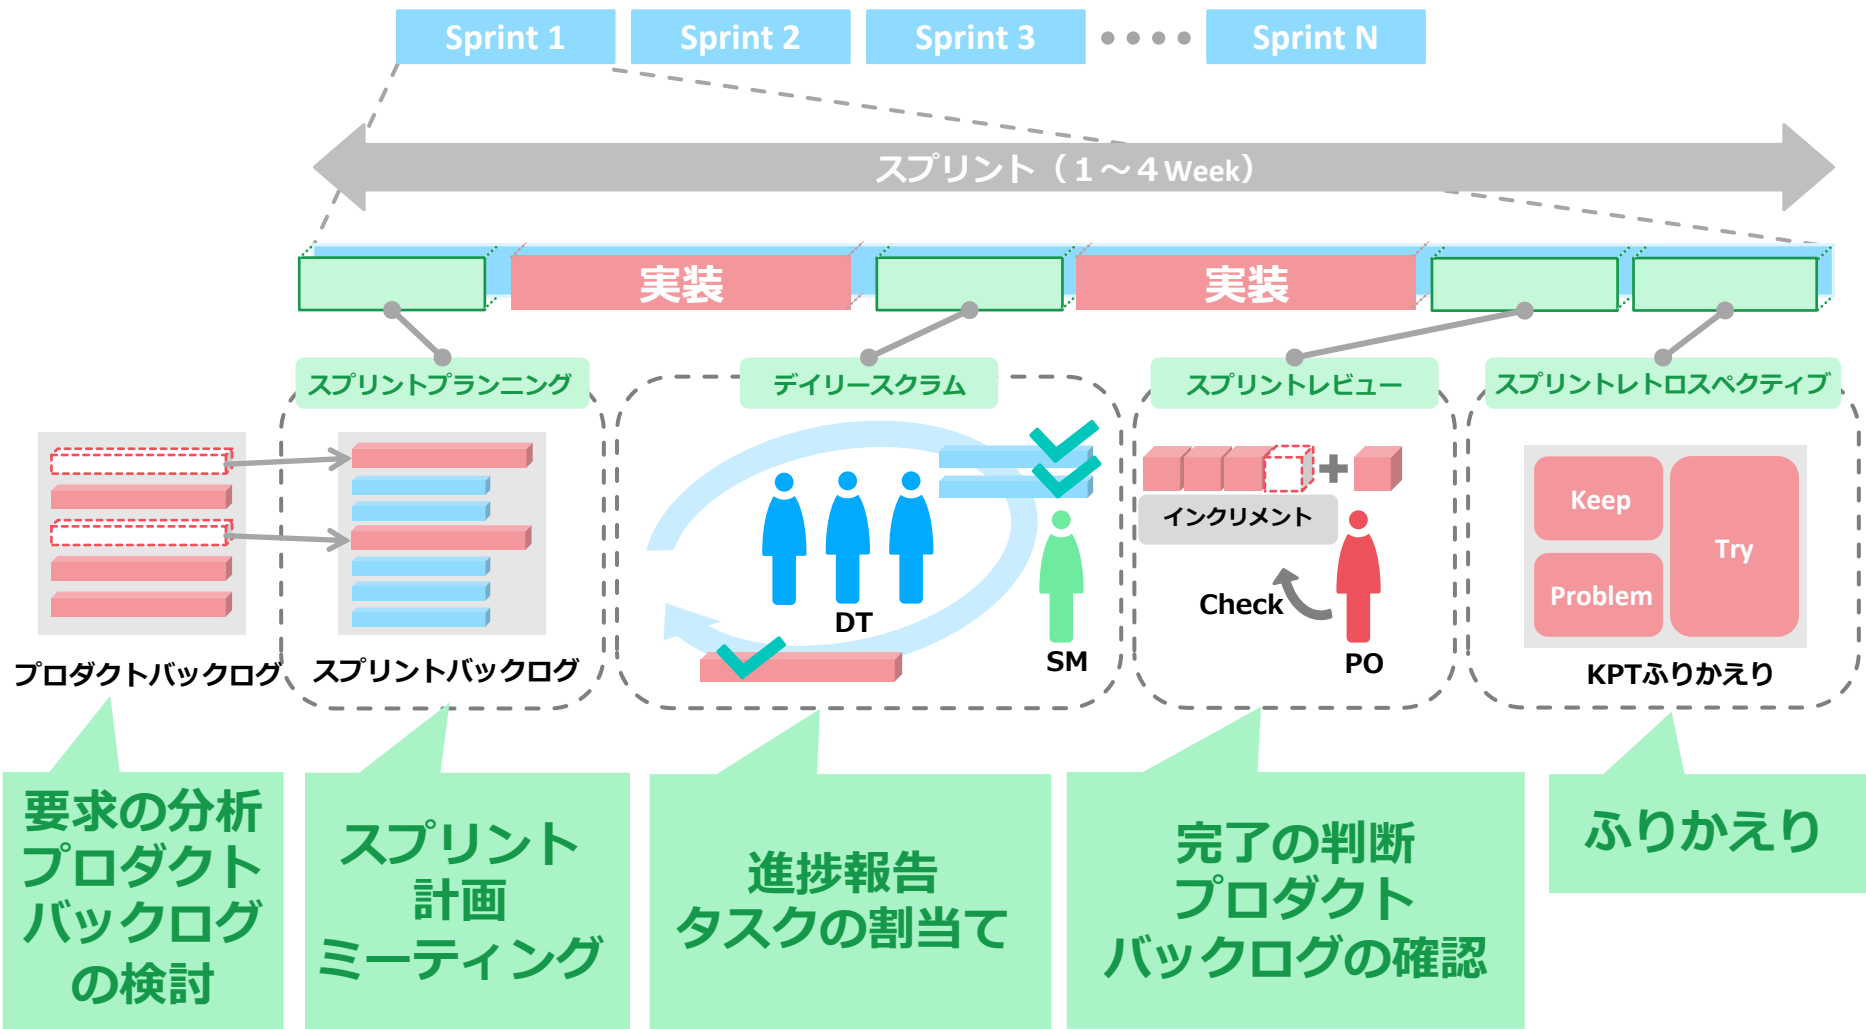 Sprint 1
Sprint 2
Sprint 3
Sprint N
スプリント（１～４Week）
実装
実装
スプリントプランニング
デイリースクラム
スプリントレビュー
スプリントレトロスペクティブ
インクリメント
Keep
Problem
Try
Check
DT
SM
PO
プロダクトバックログ
スプリントバックログ
KPTふりかえり
要求の分析
プロダクト
バックログ
の検討
スプリント
計画
ミーティング
進捗報告
タスクの割当て
完了の判断
プロダクト
バックログの確認
ふりかえり